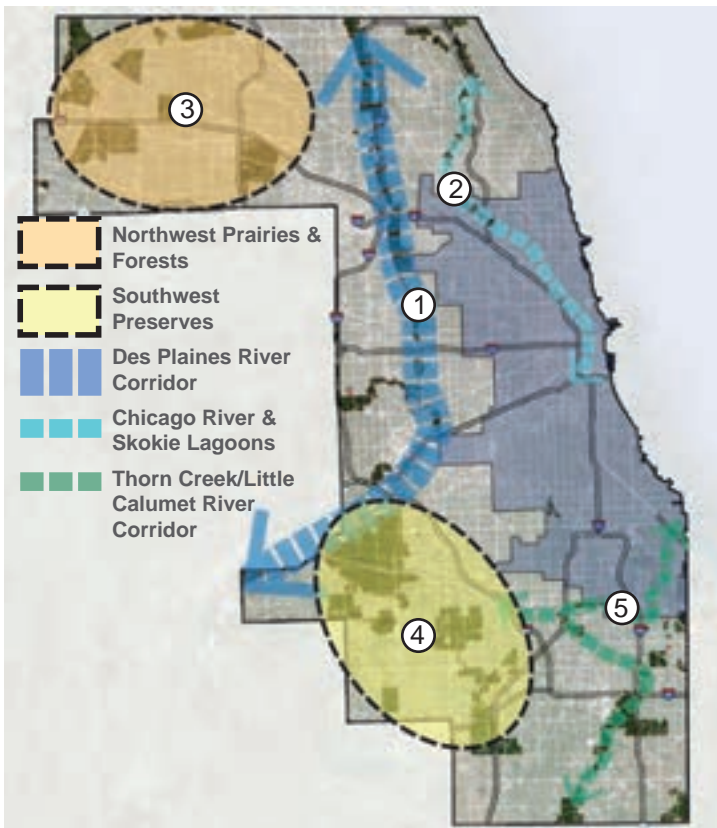 3
2
Northwest Prairies &
Forests
Southwest
Preserves
1
Des Plaines River
Corridor
Chicago River &
Skokie Lagoons
Thorn Creek/Little
Calumet River
Corridor
5
4